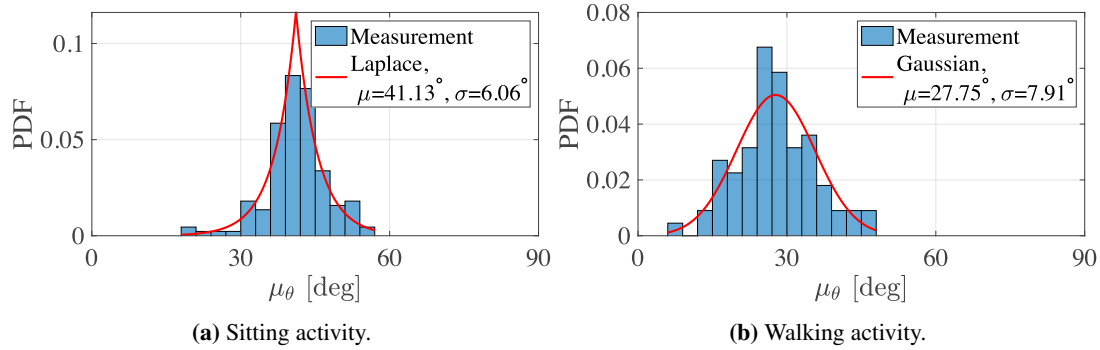 0.1
0.05
0
PDF
Measurement
Laplace,
μ=41.13°, σ=6.06°
0 30 60 90
μθ [deg]
(a) Sitting activity.
0.08
0.06
0.04
0.02
0
PDF
Measurement
Gaussian,
μ=27.75°, σ=7.91°
0 30 60 90
μθ [deg]
(b) Walking activity.